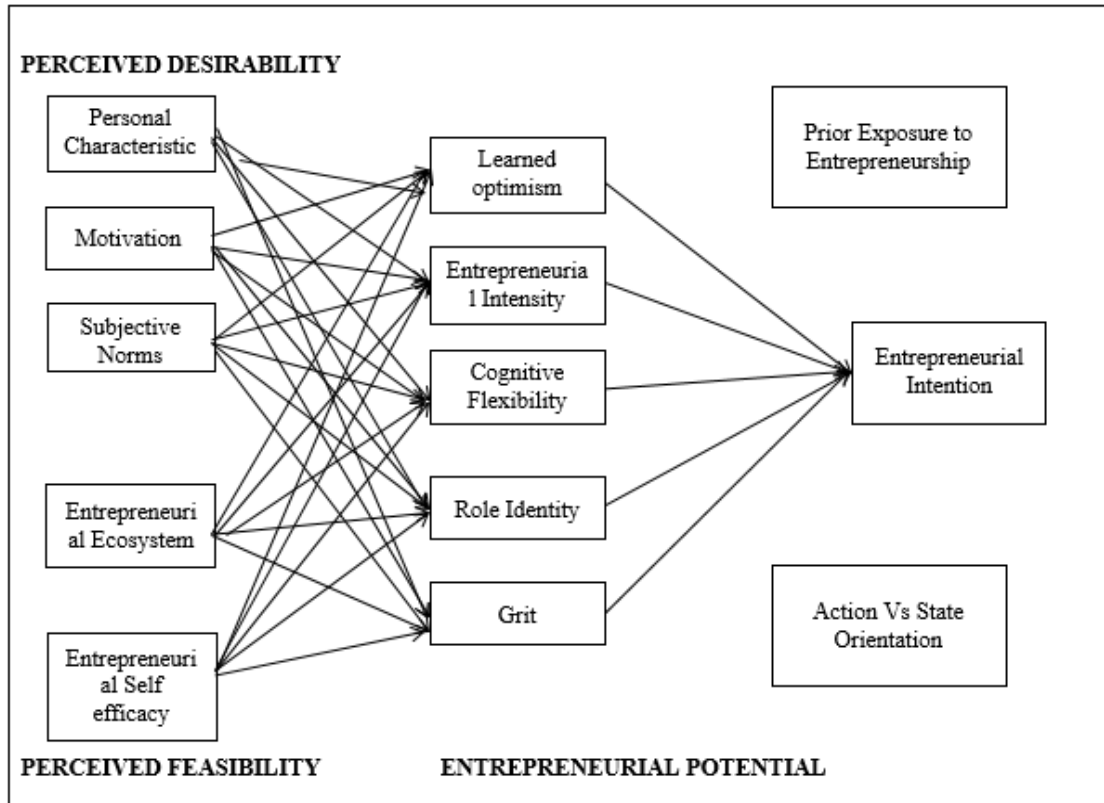 PERCEIVED DESIRABILITY
Personal
Characteristic
Motivation
Subjective
Norms
Entrepreneuri
al Ecosystem
Entrepreneuri
al Self
efficacy
PERCEIVED FEASIBILITY
Learned
optimism
Entrepreneuria
l Intensity
Cognitive
Flexibility
Role Identity
Grit
ENTREPRENEURIAL POTENTIAL
Prior Exposure to
Entrepreneurship
Entrepreneurial
Intention
Action Vs State
Orientation